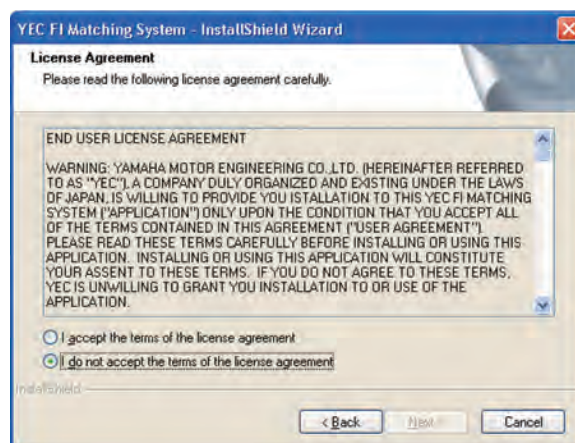 YEC FI Matching System - InstallShield Wizard
License Agreement
Please read the following license agreement carefully.
END USER LICENSE AGREEMENT
WARNING: YAMAHA MOTOR ENGINEERING CO.,LTD. (HEREINAFTER REFERRED
TO AS "YEC"), A COMPANY DULY ORGANIZED AND EXISTING UNDER THE LAWS
OF JAPAN, IS WILLING TO PROVIDE YOU ISTALLATION TO THIS YEC FI MATCHING
SYSTEM ("APPLICATION") ONLY UPON THE CONDITION THAT YOU ACCEPT ALL
OF THE TERMS CONTAINED IN THIS AGREEMENT ("USER AGREEMENT").
PLEASE READ THESE TERMS CAREFULLY BEFORE INSTALLING OR USING THIS
APPLICATION.  INSTALLING OR USING THIS APPLICATION WILL CONSTITUTE
YOUR ASSENT TO THESE TERMS.  IF YOU DO NOT AGREE TO THESE TERMS,
YEC IS UNWILLING TO GRANT YOU INSTALLATION TO OR USE OF THE
APPLICATION.
I accept the terms of the license agreement
I do not accept the terms of the license agreement
InstallShield
< Back Next > Cancel